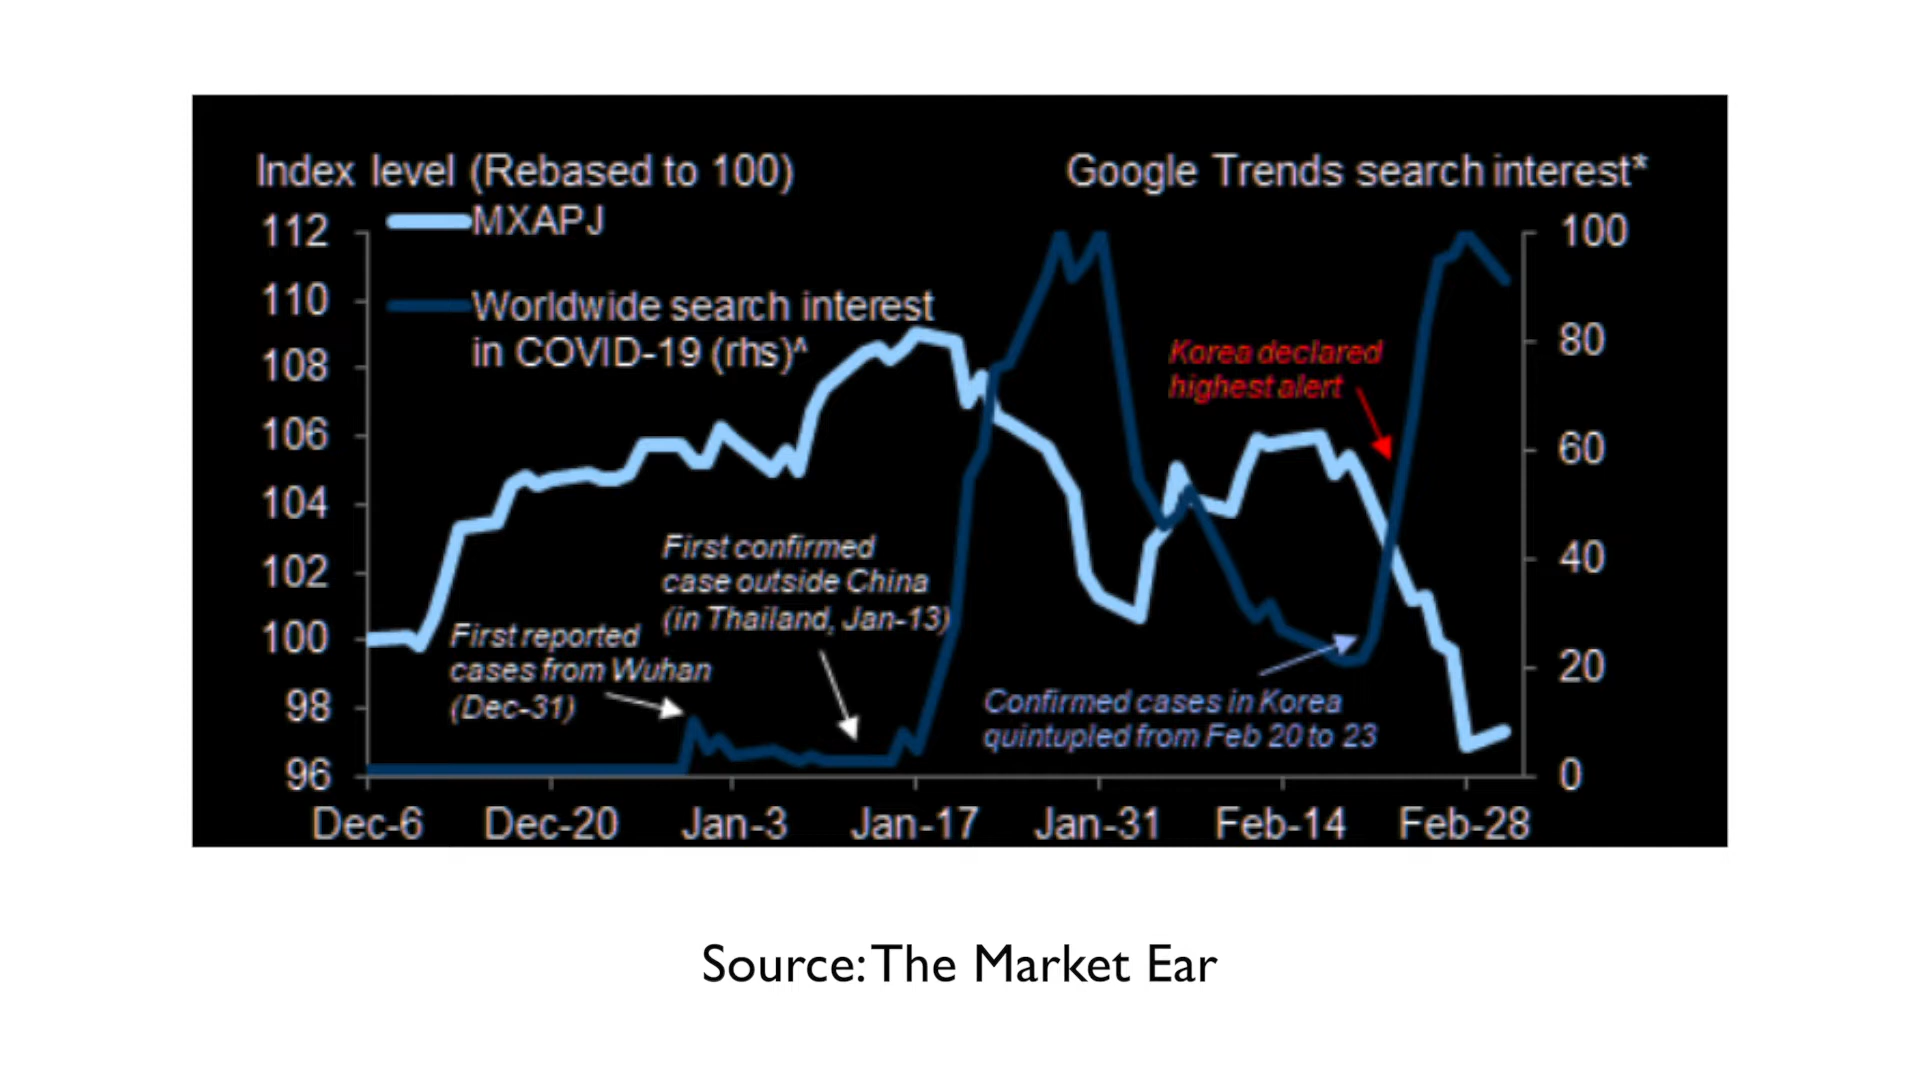 Index level (Rebased to 100)
Google Trends search interest*
MXAPJ
Worldwide search interest
in COVID-19 (rhs)^
112
110
108
106
104
102
100
98
96
100
80
60
40
20
0
Korea declared
highest alert
First confirmed
case outside China
(in Thailand, Jan-13)
First reported
cases from Wuhan
(Dec-31)
Confirmed cases in Korea
quintupled from Feb 20 to 23
Dec-6 Dec-20 Jan-3 Jan-17 Jan-31 Feb-14 Feb-28
Source: The Market Ear